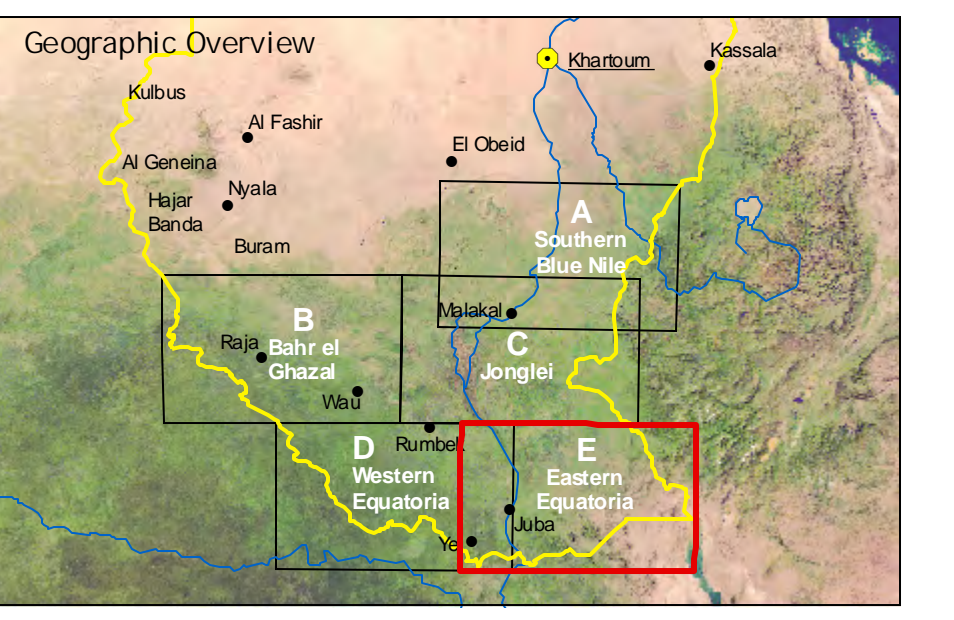 Geographic Overview
Khartoum
Kassala
Kulbus
Al Fashir
El Obeid
Al Geneina
Nyala
Hajar
Banda
Buram
A
Southern
Blue Nile
Malakal
B
Bahr el
Ghazal
Raja
Wau
C
Jonglei
Rumbek
D
Western
Equatoria
E
Eastern
Equatoria
Juba
Ye